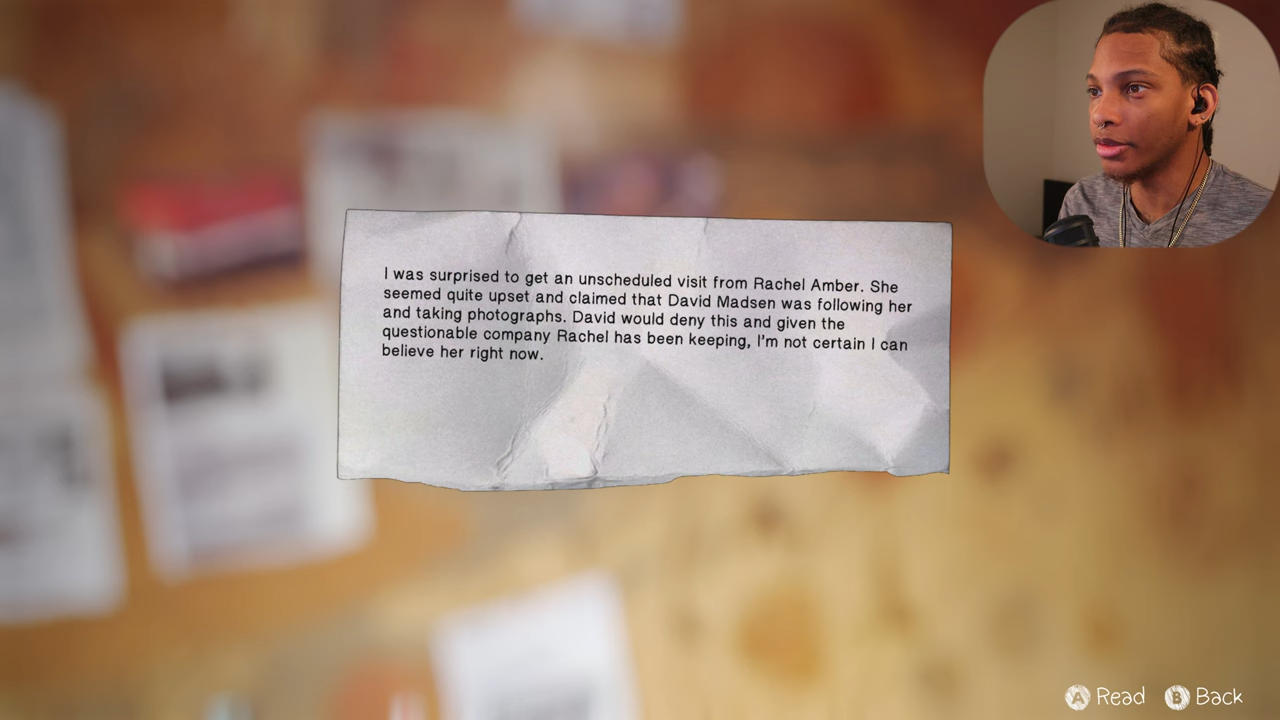 I was surprised to get an unscheduled visit from Rachel Amber. She
seemed quite upset and claimed that David Madsen was following her
and taking photographs. David would deny this and given the
questionable company Rachel has been keeping, I'm not certain I can
believe her right now.
A Read B Back